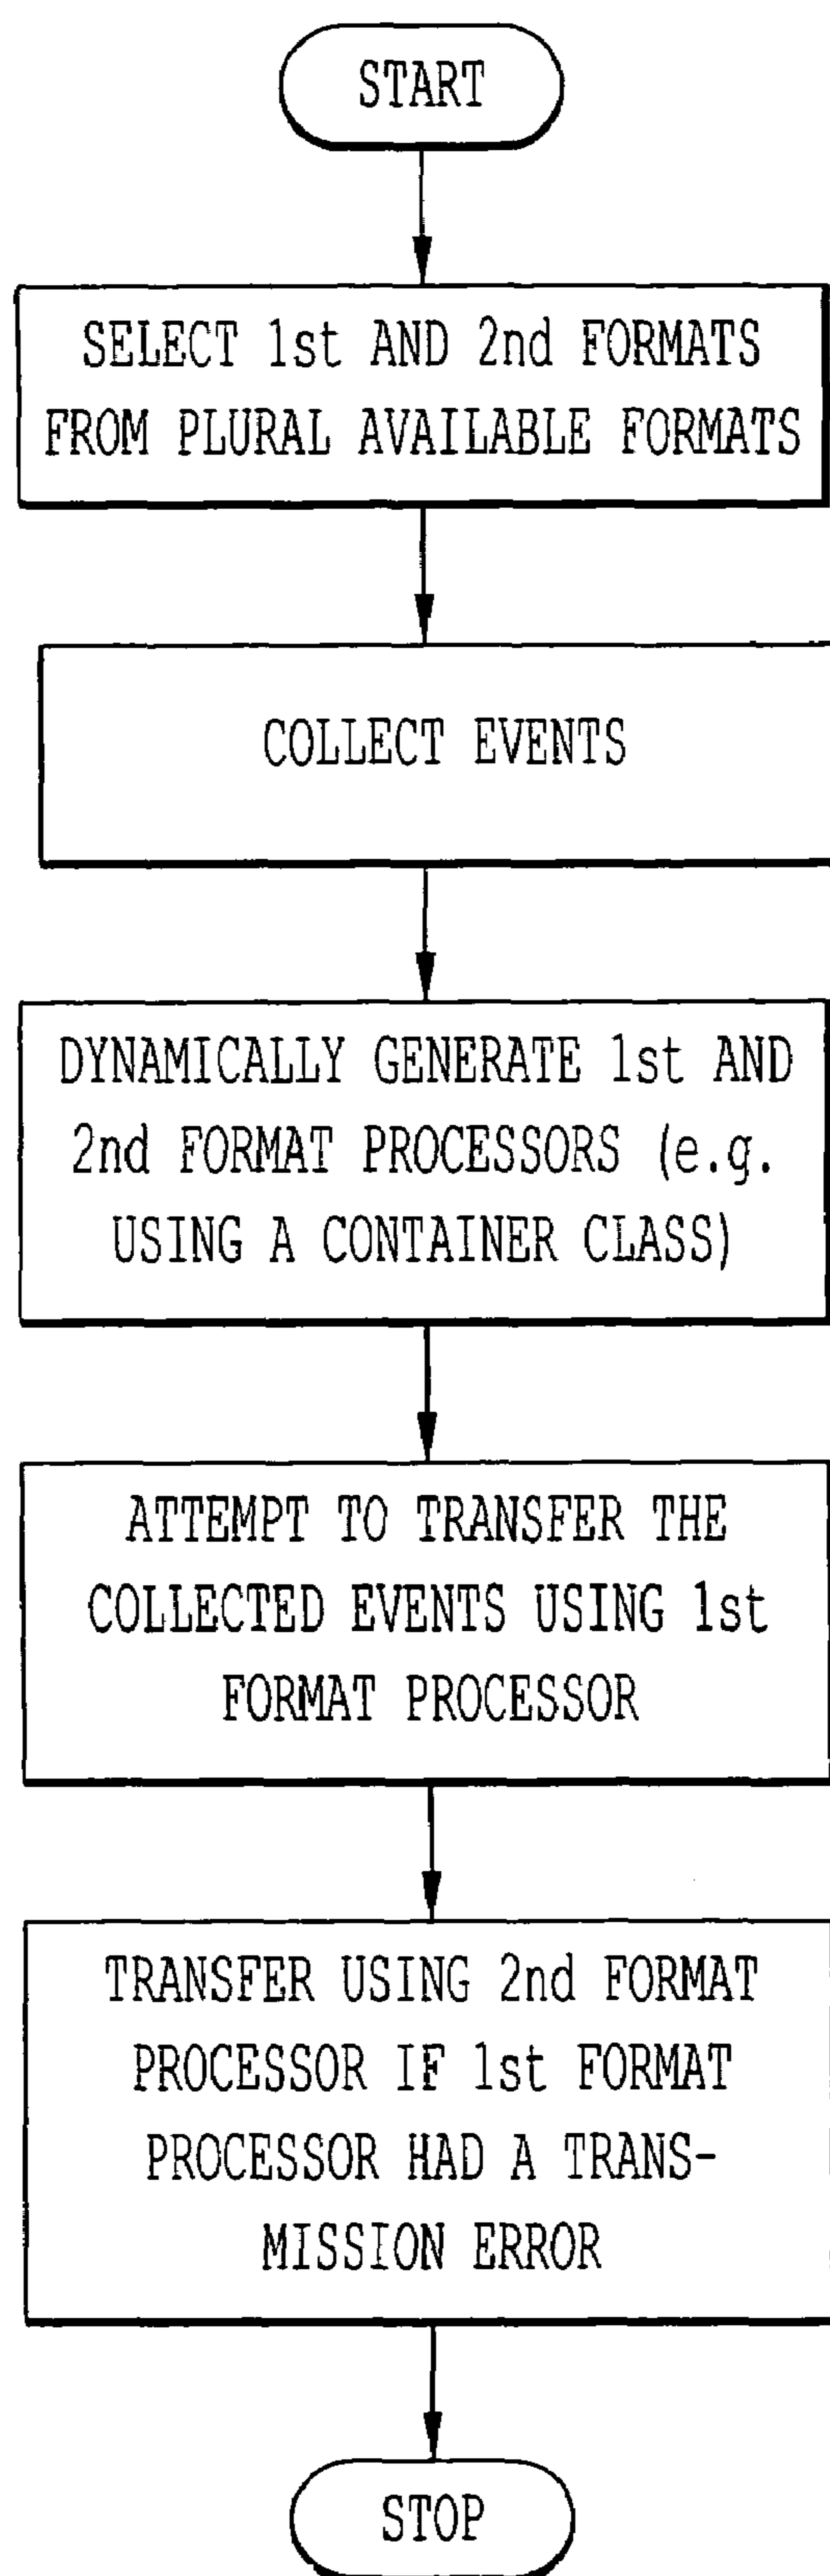 START
SELECT 1st AND 2nd FORMATS
FROM PLURAL AVAILABLE FORMATS
COLLECT EVENTS
DYNAMICALLY GENERATE 1st AND
2nd FORMAT PROCESSORS (e.g.
USING A CONTAINER CLASS)
ATTEMPT TO TRANSFER THE
COLLECTED EVENTS USING 1st
FORMAT PROCESSOR
TRANSFER USING 2nd FORMAT
PROCESSOR IF 1st FORMAT
PROCESSOR HAD A TRANS-
MISSION ERROR
STOP